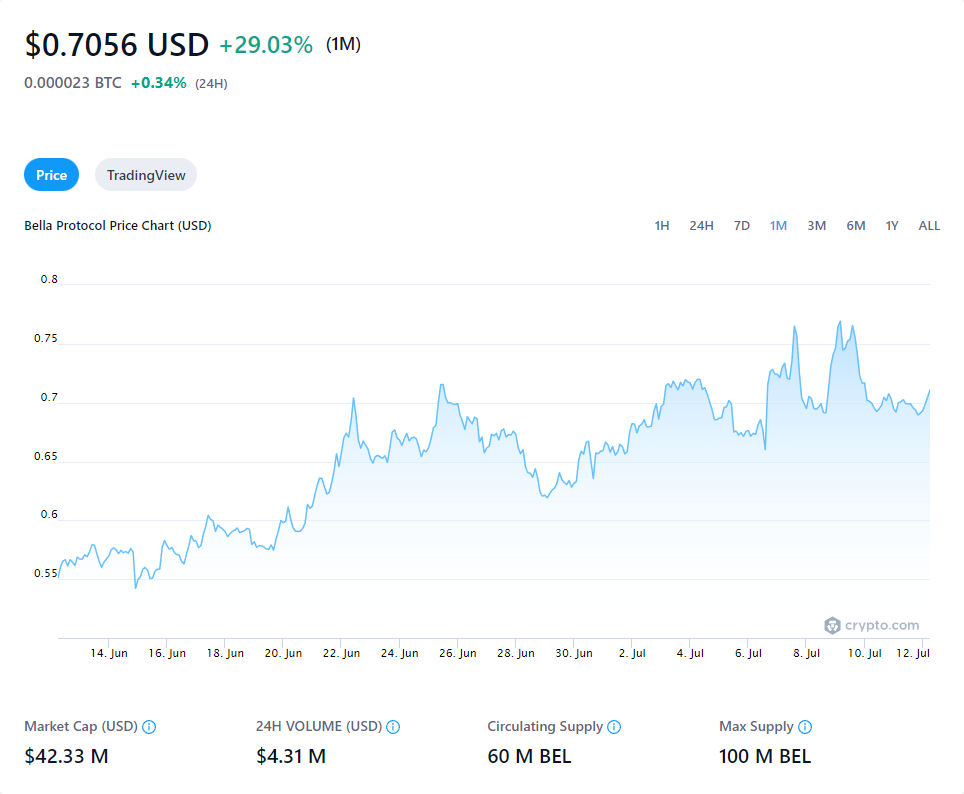 $0.7056 USD +29.03% (1M)
0.000023 BTC +0.34% (24H)
Price TradingView
Bella Protocol Price Chart (USD) 1H 24H 7D 1M 3M 6M 1Y ALL
0.8
0.75
0.7
0.65
0.6
0.55
crypto.com
14. Jun 16. Jun 18. Jun 20. Jun 22. Jun 24. Jun 26. Jun 28. Jun 30. Jun 2. Jul 4. Jul 6. Jul 8. Jul 10. Jul 12. Jul
Market Cap (USD) 24H VOLUME (USD) Circulating Supply Max Supply
$42.33 M $4.31 M 60 M BEL 100 M BEL